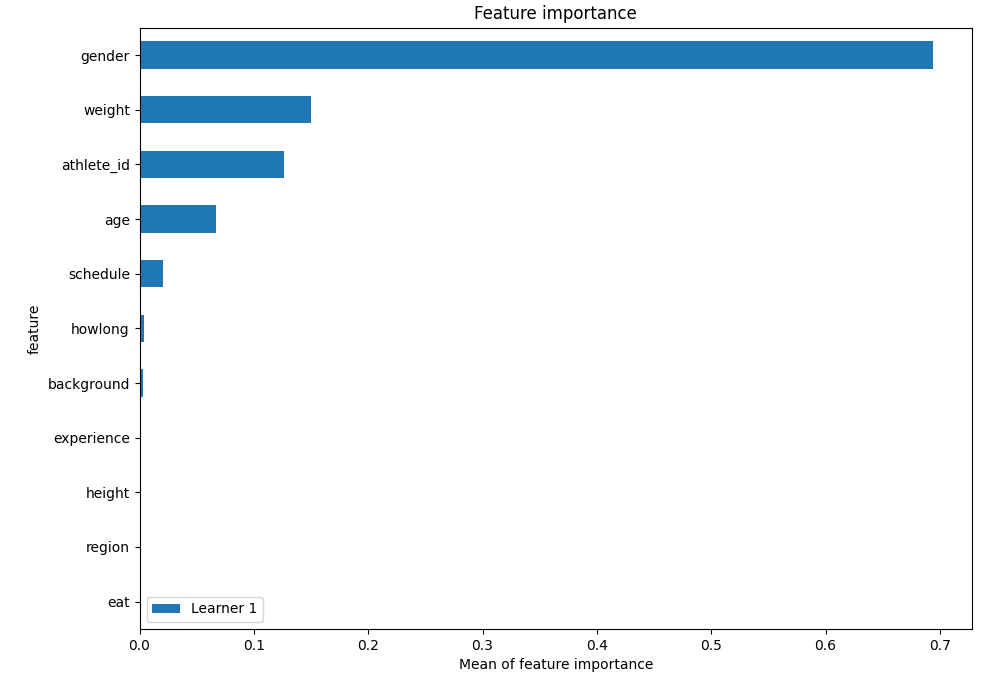 Feature importance
gender
weight
athlete_id
age
schedule
howlong
background
experience
height
region
eat
feature
Learner 1
0.0 0.1 0.2 0.3 0.4 0.5 0.6 0.7
Mean of feature importance